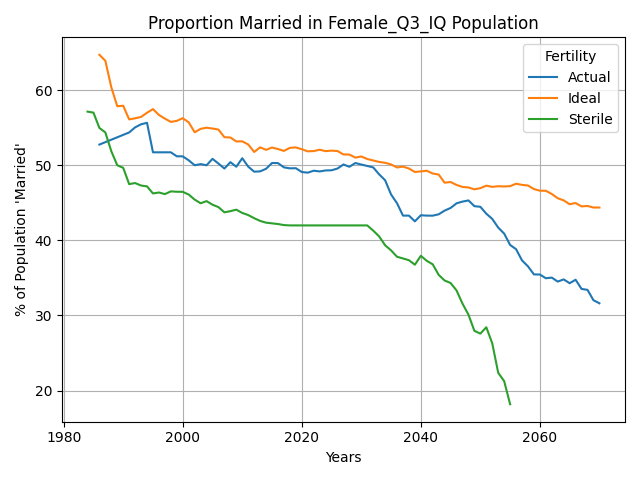 Proportion Married in Female_Q3_IQ Population
% of Population 'Married'
60
50
40
30
20
1980
2000
2020
2040
2060
Years
Fertility
Actual
Ideal
Sterile